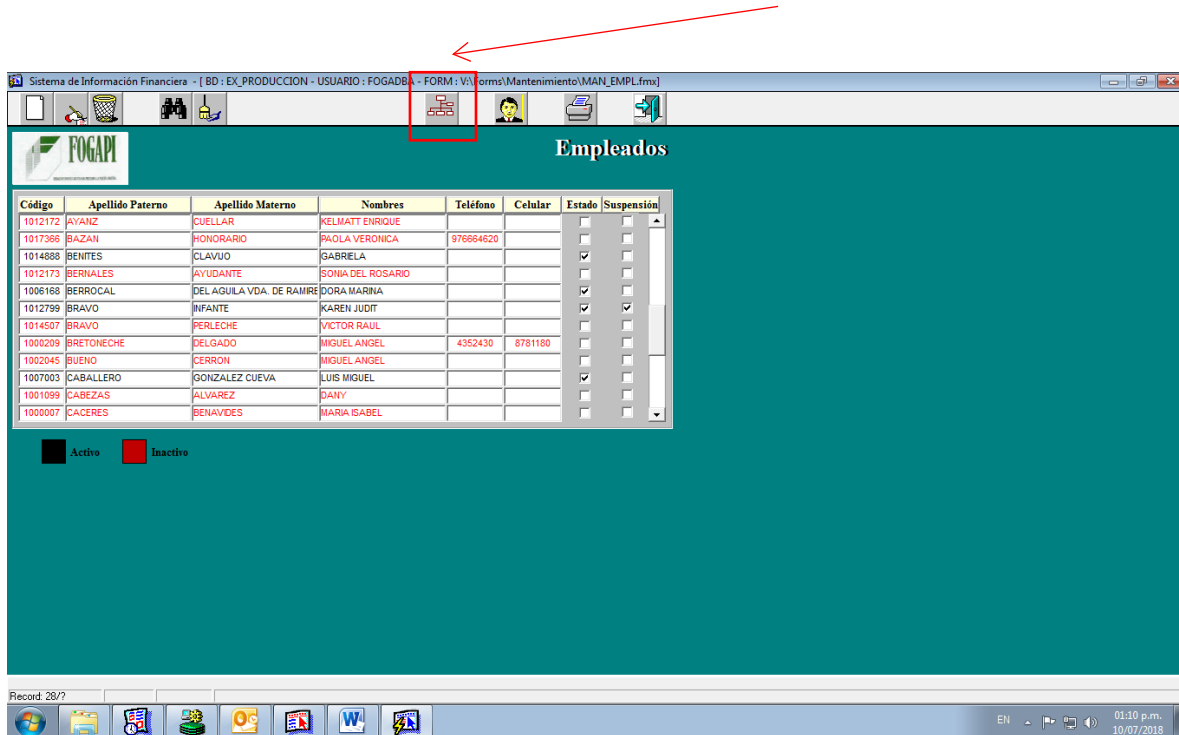 Sistema de Información Financiera - [ BD : EX_PRODUCCION - USUARIO : FOGADBA - FORM : V:\Forms\Mantenimiento\MAN_EMPL.fmx]
FOGAPI
Empleados
Código Apellido Paterno Apellido Materno Nombres Teléfono Celular Estado Suspensión
1012172 AYANZ CUELLAR KELMATT ENRIQUE
1017366 BAZAN HONORARIO PAOLA VERONICA 976664620
1014888 BENITES CLAVIJO GABRIELA
1012173 BERNALES AYUDANTE SONIA DEL ROSARIO
1006168 BERROCAL DEL AGUILA VDA. DE RAMIRE DORA MARINA
1012799 BRAVO INFANTE KAREN JUDIT
1014507 BRAVO PERLECHE VICTOR RAUL
1000209 BRETONECHE DELGADO MIGUEL ANGEL 4352430 8781180
1002045 BUENO CERRON MIGUEL ANGEL
1007003 CABALLERO GONZALEZ CUEVA LUIS MIGUEL
1001099 CABEZAS ALVAREZ DANY
1000007 CACERES BENAVIDES MARIA ISABEL
Activo Inactivo
Record: 28/?
EN 01:10 p.m.
10/07/2018